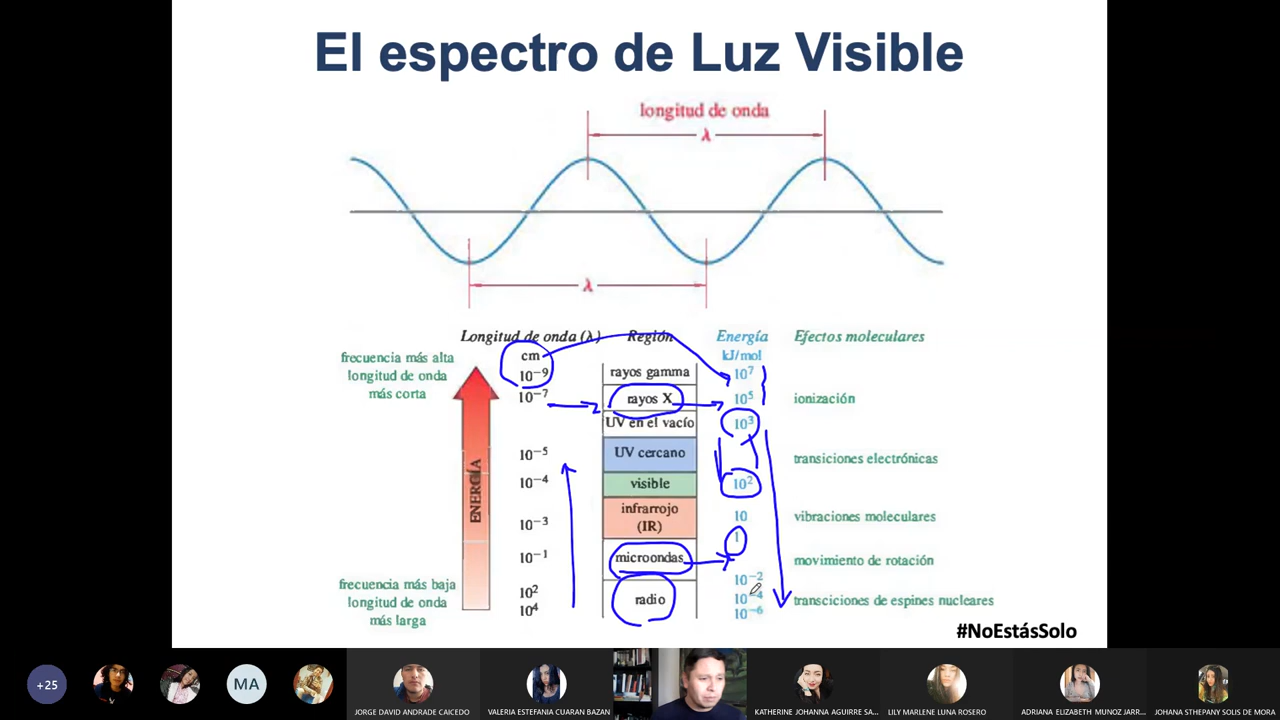 El espectro de Luz Visible
longitud de onda
λ
λ
Longitud de onda (λ) Región Energía Efectos moleculares
cm kJ/mol
frecuencia más alta
longitud de onda
más corta
10⁻⁹ rayos gamma 10⁷
10⁻⁷ rayos X 10⁵ ionización
UV en el vacío 10³
10⁻⁵ UV cercano transiciones electrónicas
10⁻⁴ visible 10²
ENERGÍA
10⁻³ infrarrojo (IR) 10 vibraciones moleculares
1
10⁻¹ microondas movimiento de rotación
10⁻²
frecuencia más baja
longitud de onda
más larga
10² radio 10⁻⁴ transciciones de espines nucleares
10⁴ 10⁻⁶
#NoEstásSolo
+25
MA
JORGE DAVID ANDRADE CAICEDO
VALERIA ESTEFANIA CUARAN BAZAN
KATHERINE JOHANNA AGUIRRE SA...
LILY MARLENE LUNA ROSERO
ADRIANA ELIZABETH MUNOZ JARR...
JOHANA STHEPANY SOLIS DE MORA